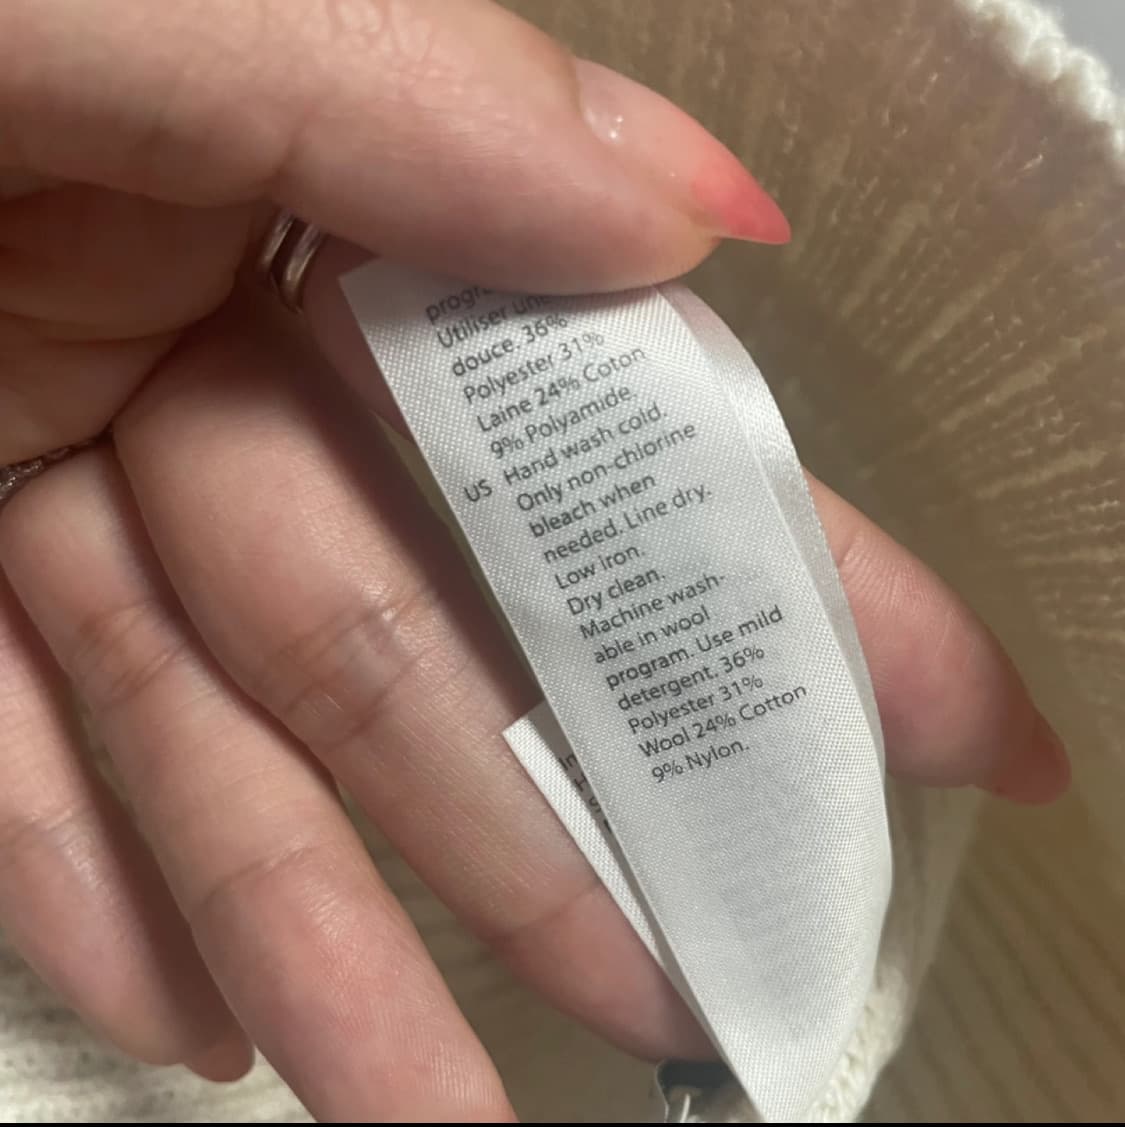 Utiliser une
douce. 36%
Polyester 31%
Laine 24% Coton
9% Polyamide.
US Hand wash cold.
Only non-chlorine
bleach when
needed. Line dry.
Low iron.
Dry clean.
Machine wash-
able in wool
program. Use mild
detergent. 36%
Polyester 31%
Wool 24% Cotton
9% Nylon.